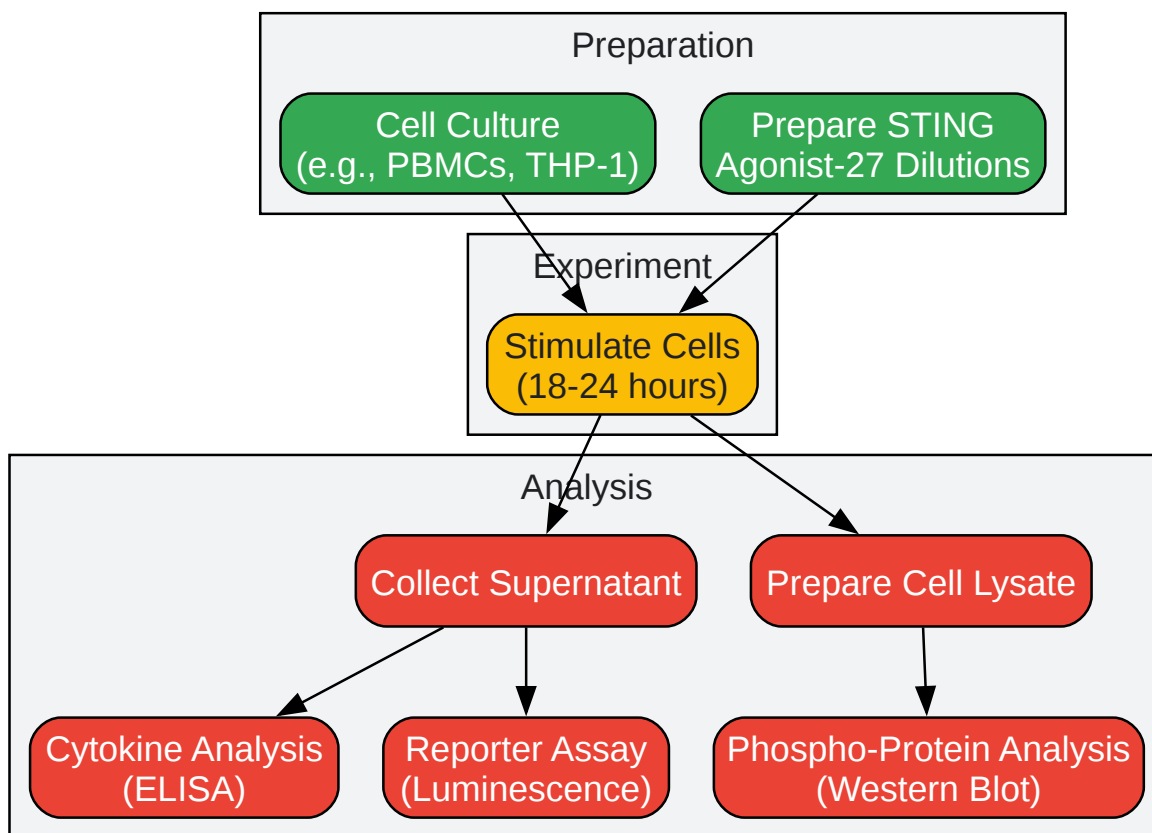 Preparation
Cell Culture
(e.g., PBMCs, THP-1)
Prepare STING
Agonist-27 Dilutions
Experiment
Stimulate Cells
(18-24 hours)
Analysis
Collect Supernatant
Prepare Cell Lysate
Cytokine Analysis
(ELISA)
Reporter Assay
(Luminescence)
Phospho-Protein Analysis
(Western Blot)